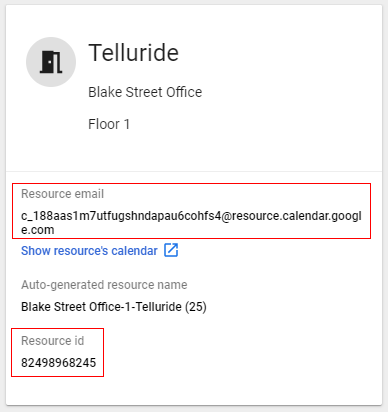 Telluride
Blake Street Office
Floor 1
Resource email
c_188aas1m7utfugshndapau6cohfs4@resource.calendar.googl
e.com
Show resource's calendar
Auto-generated resource name
Blake Street Office-1-Telluride (25)
Resource id
82498968245